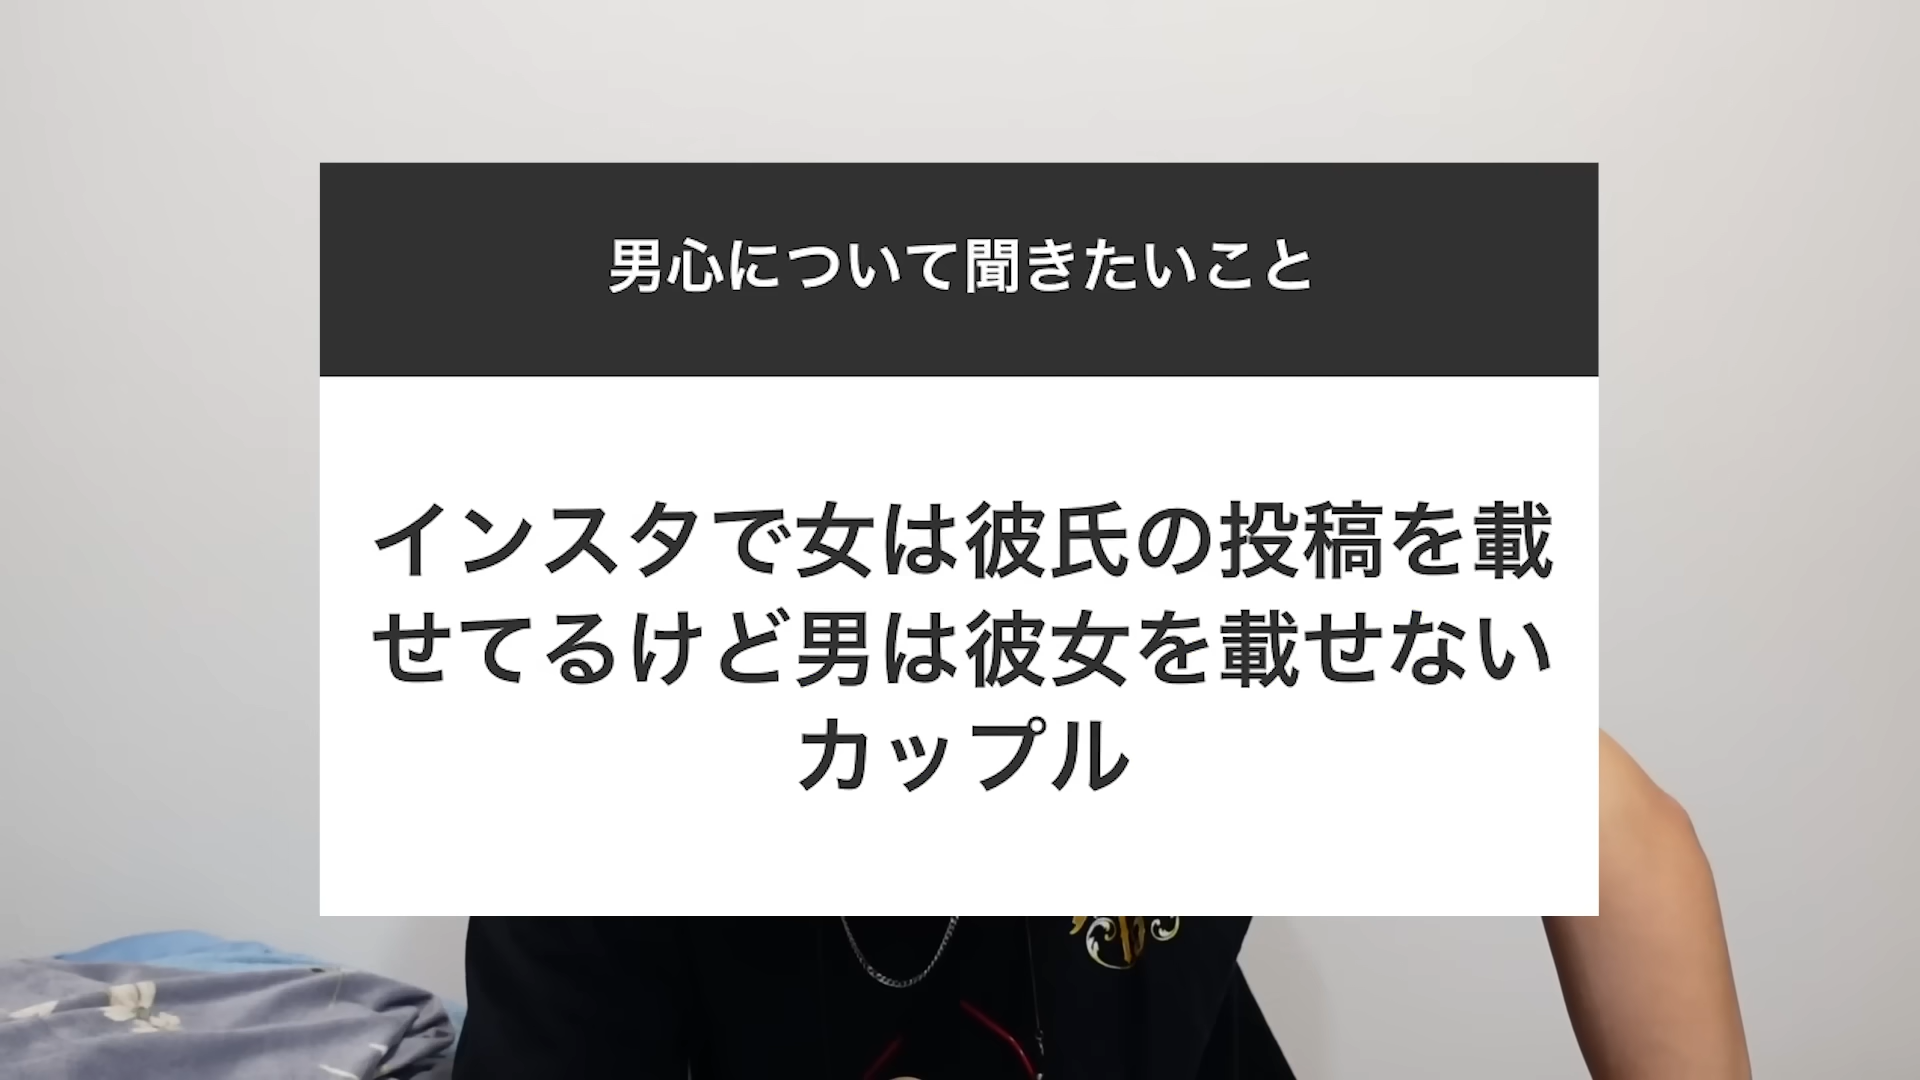 男心について聞きたいこと
インスタで女は彼氏の投稿を載
せてるけど男は彼女を載せない
カップル